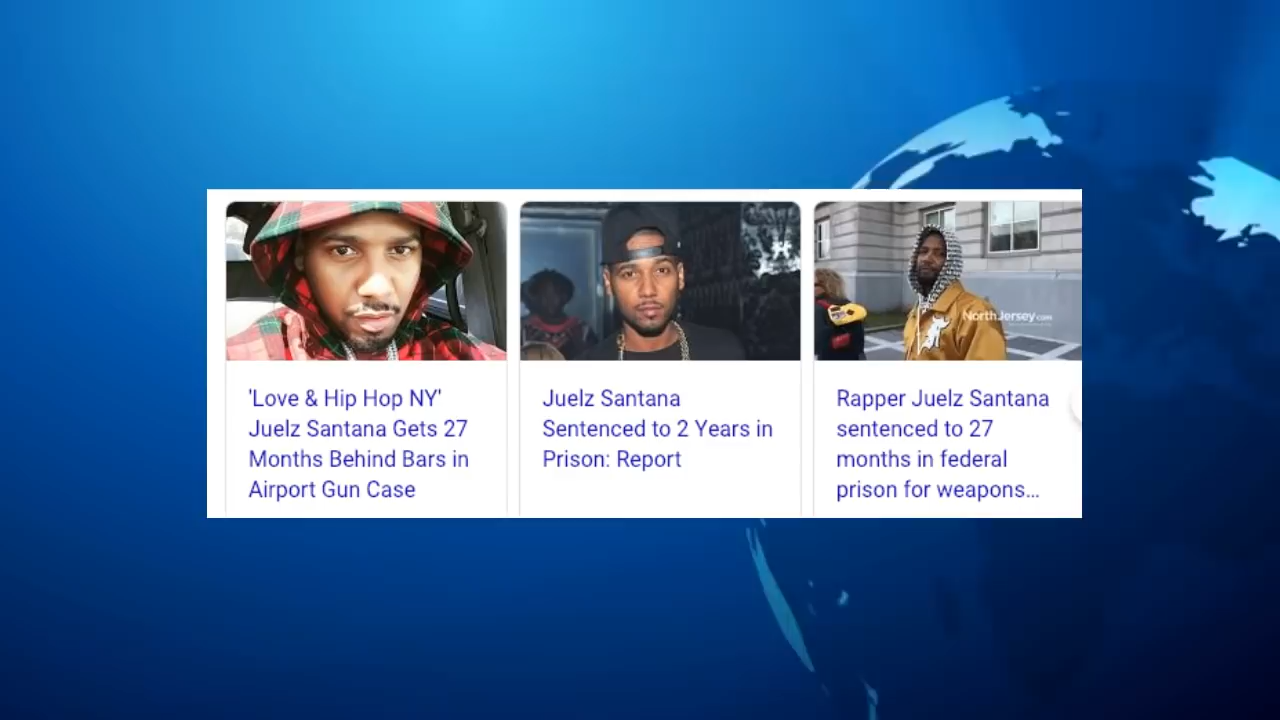 'Love & Hip Hop NY'
Juelz Santana Gets 27
Months Behind Bars in
Airport Gun Case
Juelz Santana
Sentenced to 2 Years in
Prison: Report
NorthJersey.com
Rapper Juelz Santana
sentenced to 27
months in federal
prison for weapons...